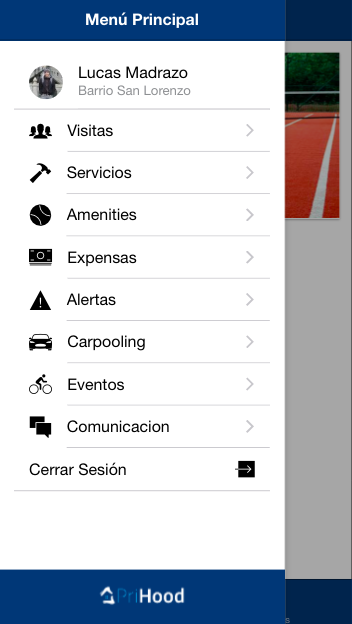 Menú Principal
Lucas Madrazo
Barrio San Lorenzo
Visitas
Servicios
Amenities
Expensas
Alertas
Carpooling
Eventos
Comunicacion
Cerrar Sesión
PriHood